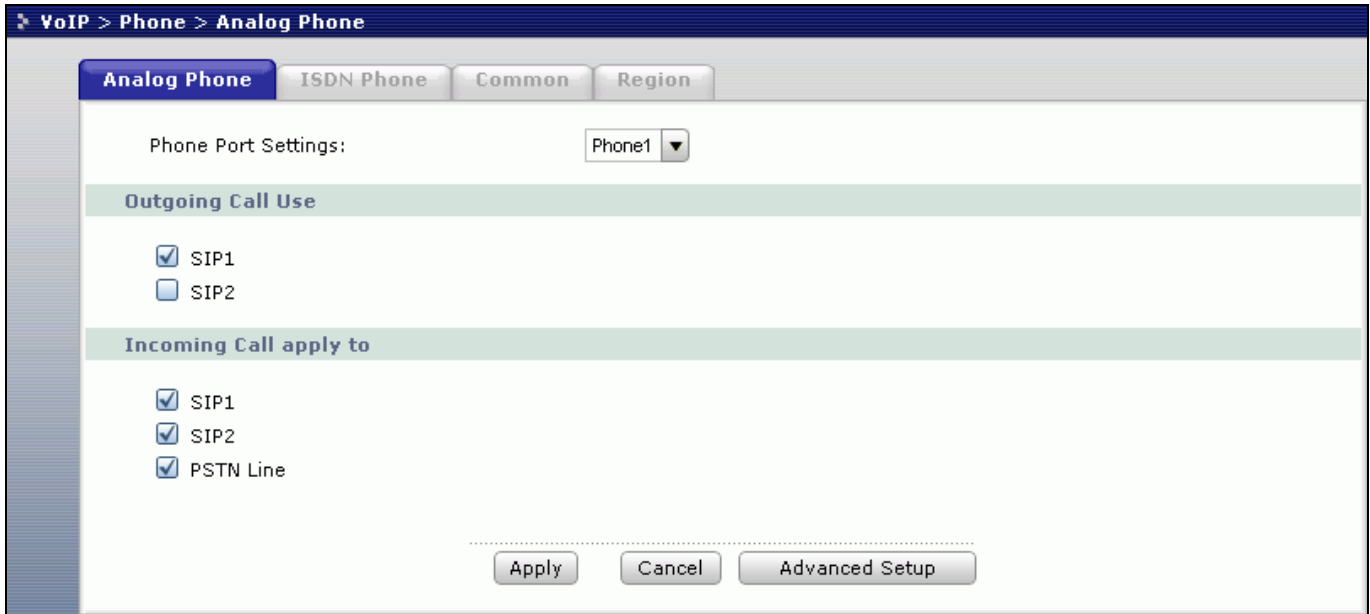 VoIP > Phone > Analog Phone
Analog Phone ISDN Phone Common Region
Phone Port Settings: Phone1
Outgoing Call Use
SIP1
SIP2
Incoming Call apply to
SIP1
SIP2
PSTN Line
Apply Cancel Advanced Setup